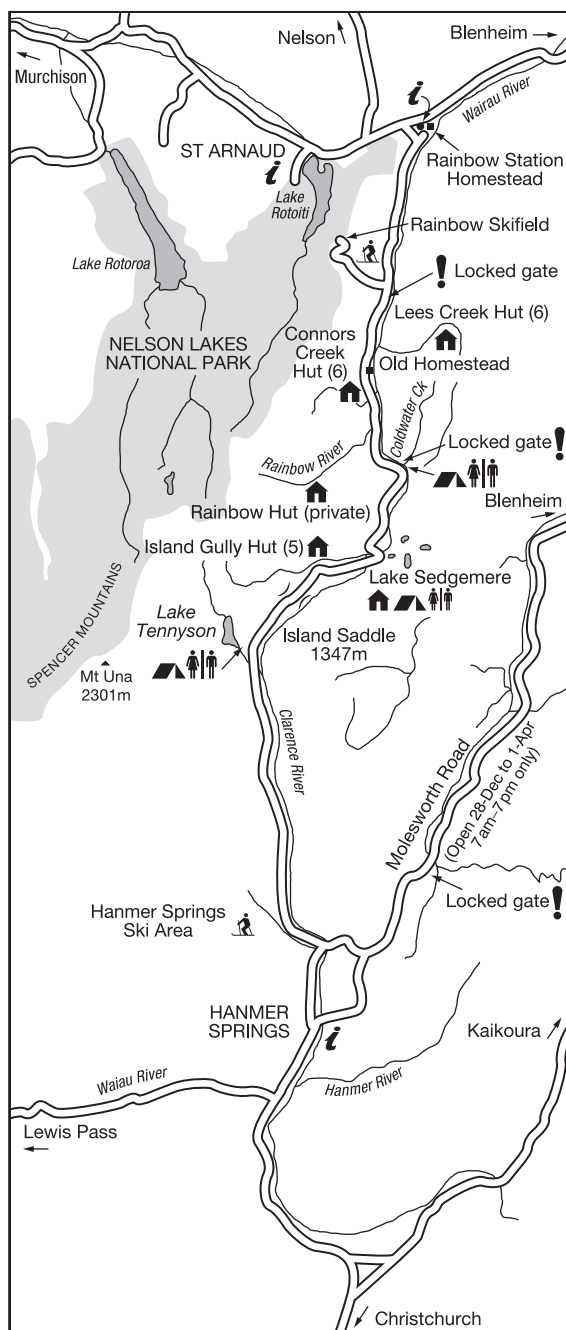 Nelson
Blenheim
Murchison
i
Wairau River
ST ARNAUD
i
Lake
Rotoiti
Rainbow Station
Homestead
Rainbow Skifield
Lake Rotoroa
! Locked gate
Lees Creek Hut (6)
NELSON LAKES
NATIONAL PARK
Connors
Creek
Hut (6)
Old Homestead
Coldwater Ck
Locked gate !
Rainbow River
Rainbow Hut (private)
Blenheim
Island Gully Hut (5)
Lake Sedgemere
Lake
Tennyson
Island Saddle
1347m
SPENCER MOUNTAINS
Mt Una
2301m
Clarence River
Molesworth Road
(Open 28-Dec to 1-Apr
7am–7pm only)
Locked gate !
Hanmer Springs
Ski Area
HANMER
SPRINGS
i
Kaikoura
Waiau River
Hanmer River
Lewis Pass
Christchurch